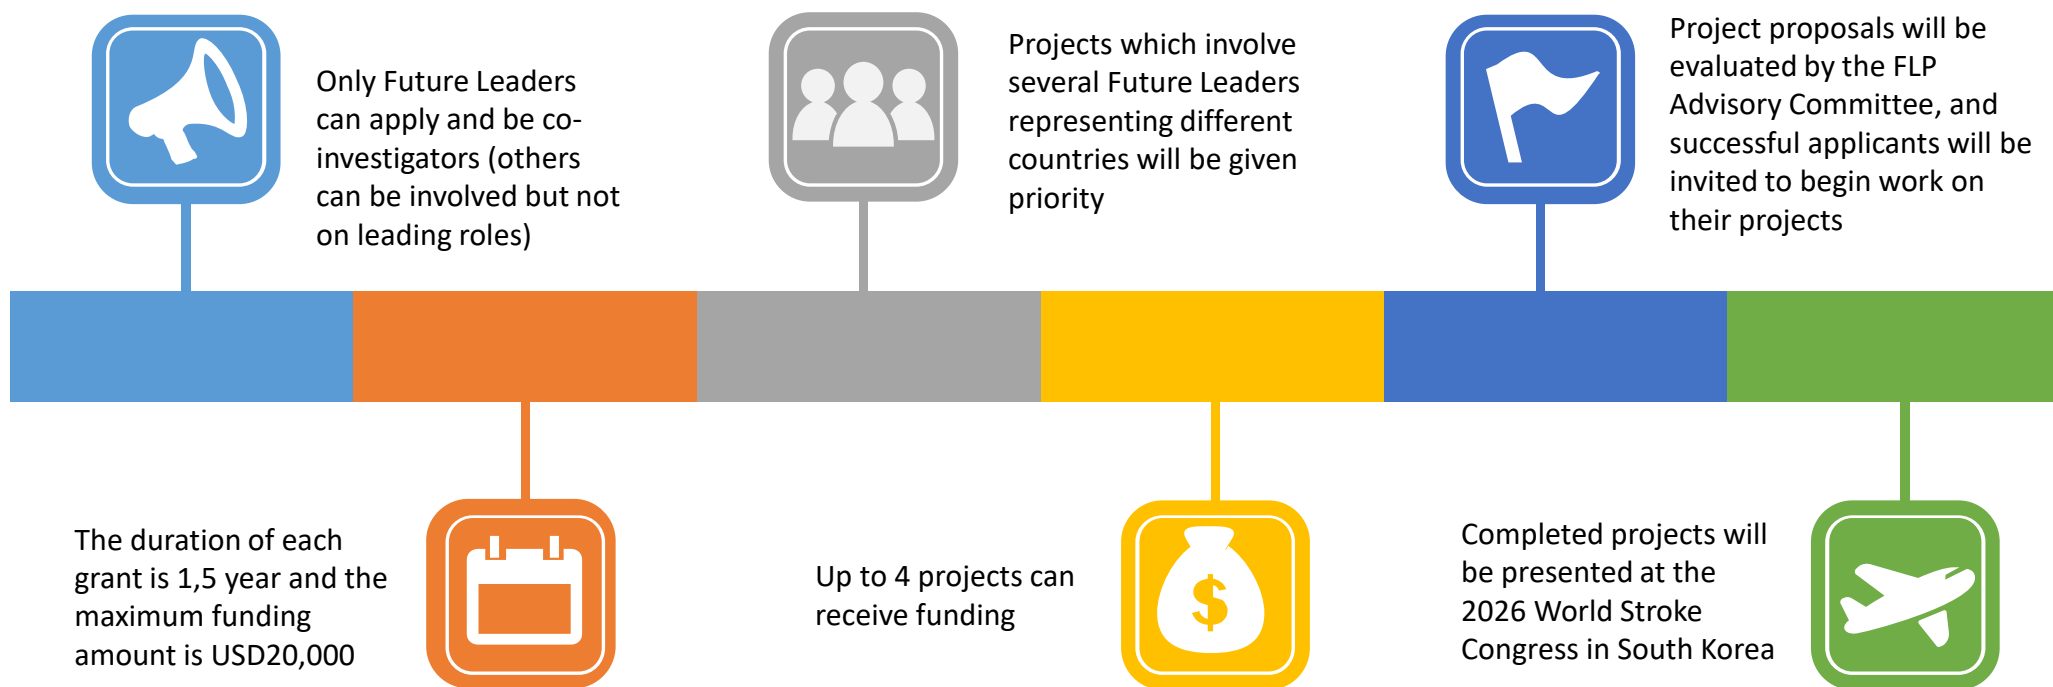 Only Future Leaders
can apply and be co-
investigators (others
can be involved but not
on leading roles)
The duration of each
grant is 1,5 year and the
maximum funding
amount is USD20,000
Projects which involve
several Future Leaders
representing different
countries will be given
priority
Up to 4 projects can
receive funding
$
Project proposals will be
evaluated by the FLP
Advisory Committee, and
successful applicants will be
invited to begin work on
their projects
Completed projects will
be presented at the
2026 World Stroke
Congress in South Korea